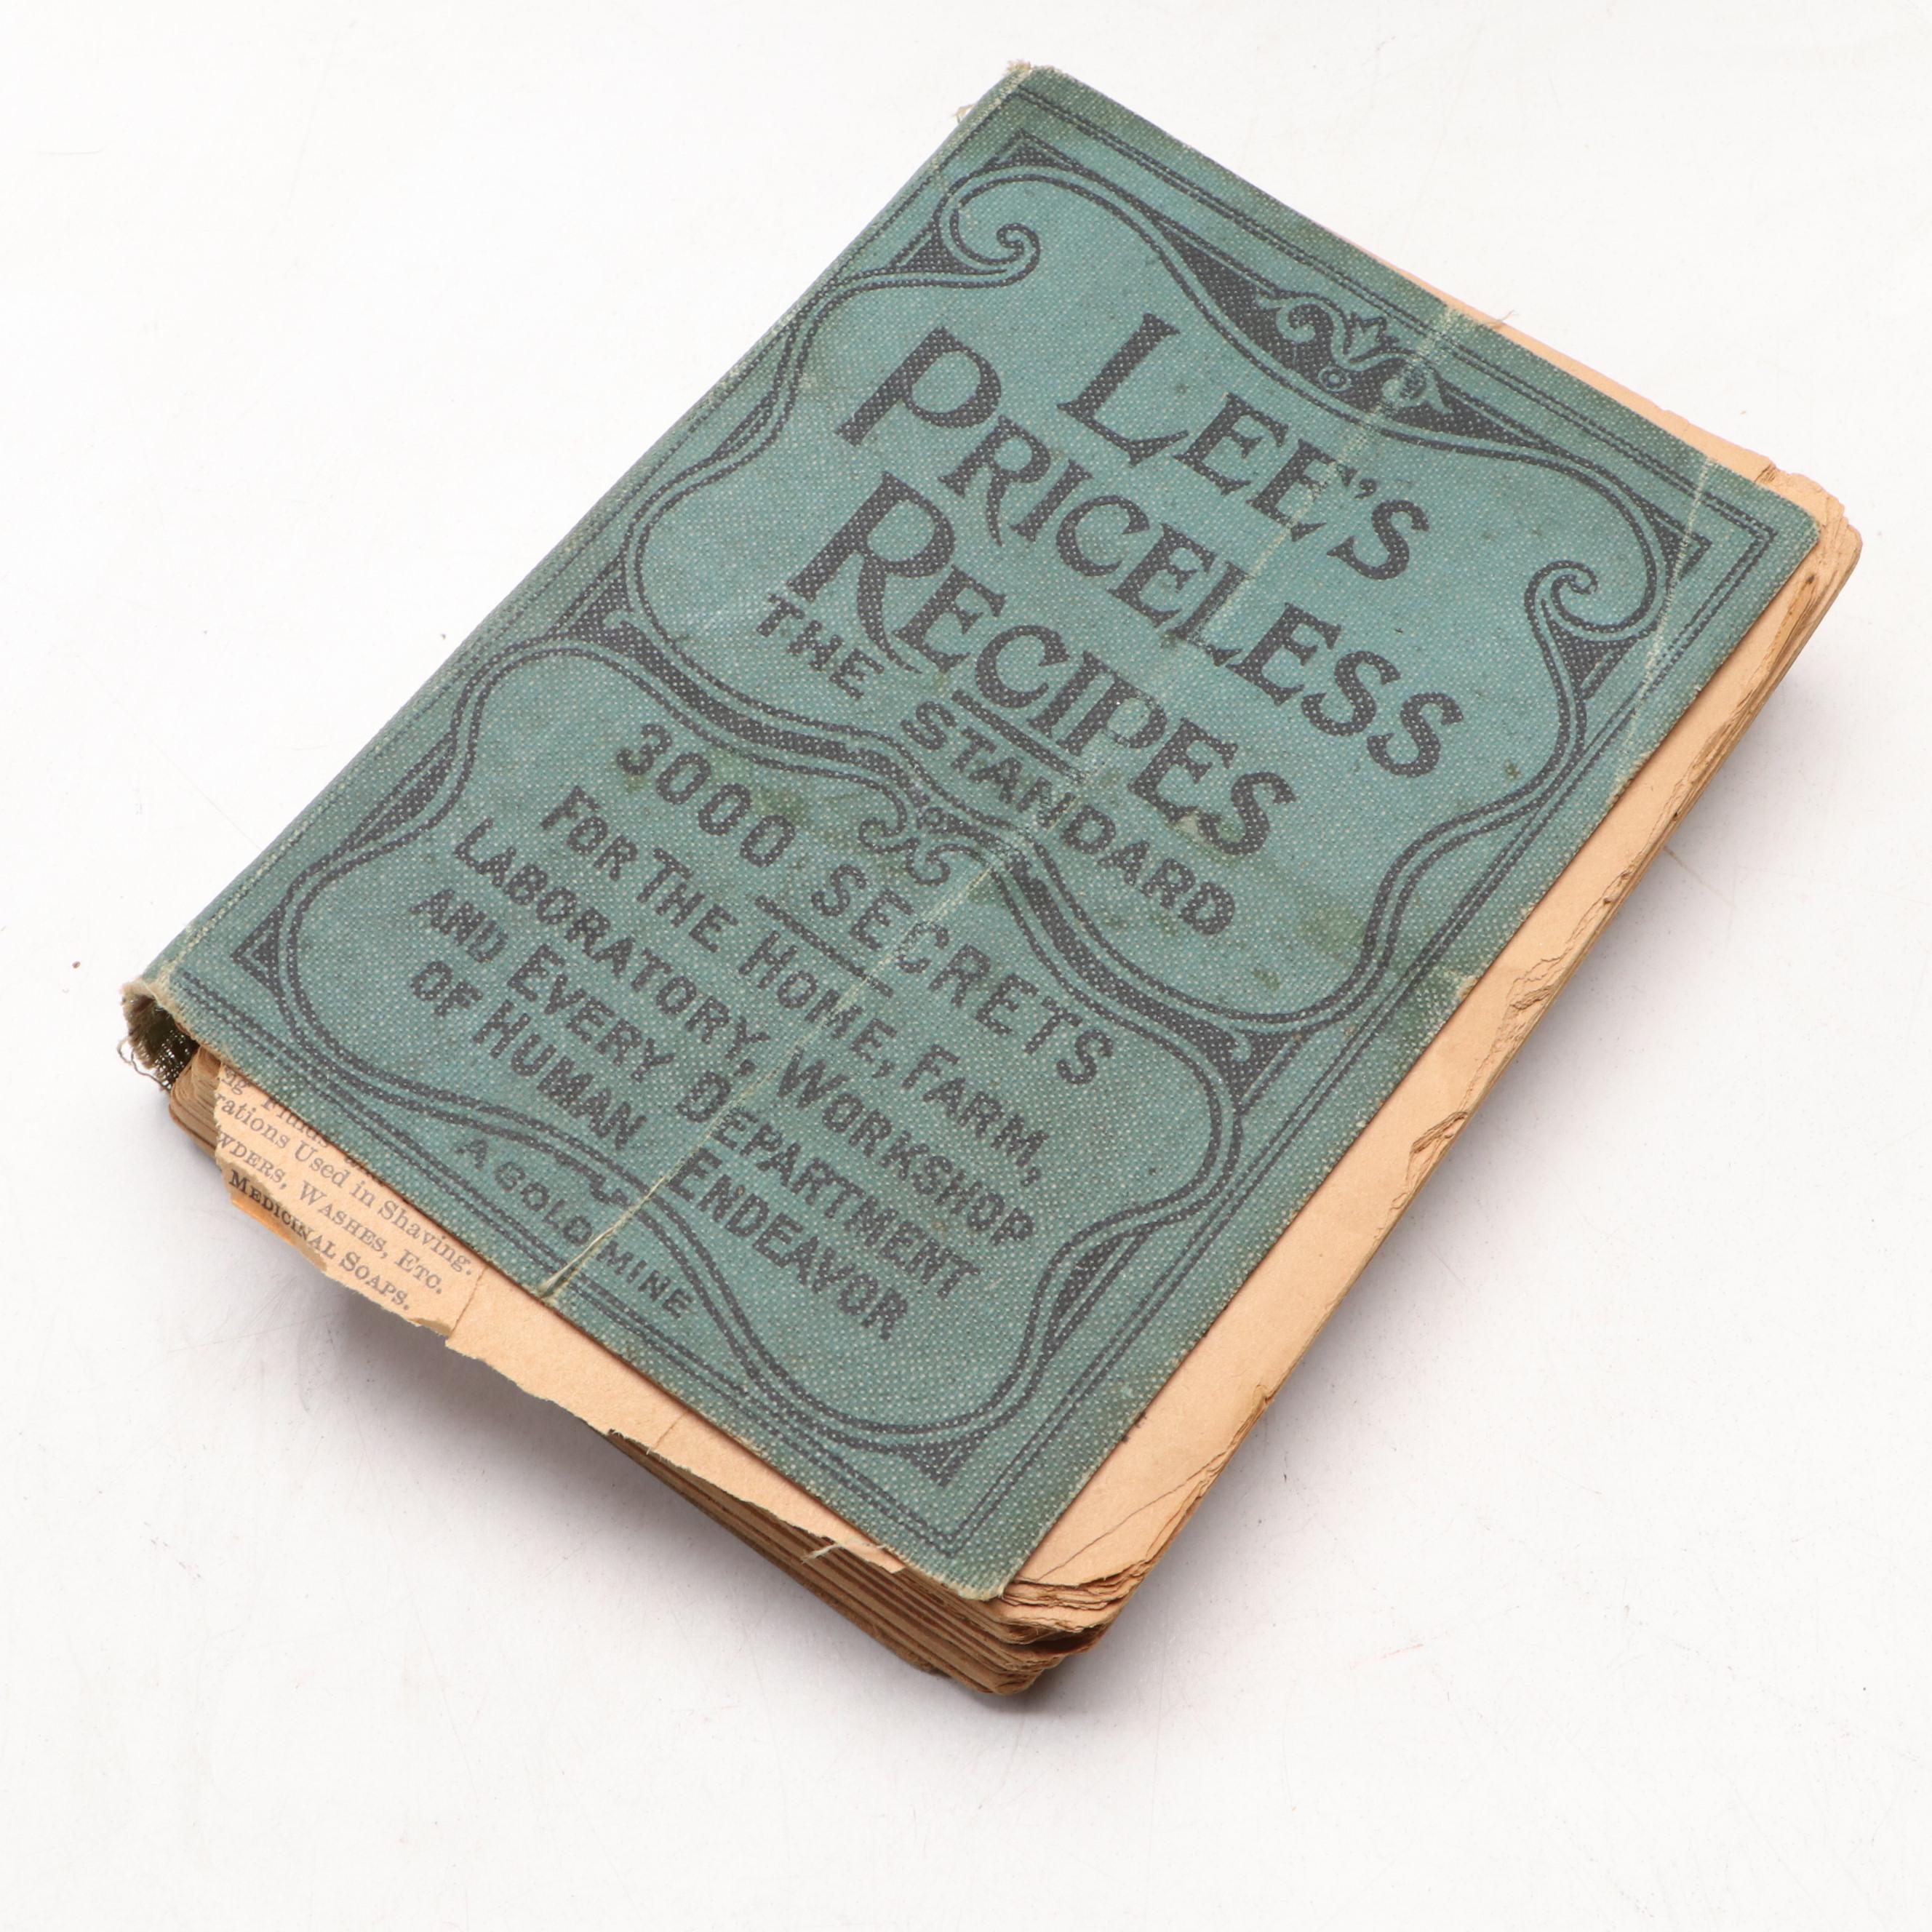 LEE'S
PRICELESS
RECIPES
THE STANDARD
3000 SECRETS
FOR THE HOME, FARM
LABORATORY, WORKSHOP
AND EVERY DEPARTMENT
OF HUMAN ENDEAVOR
A GOLD MINE
rations Used in Shaving.
WDERS, WASHES, ETC.
MEDICINAL SOAPS.